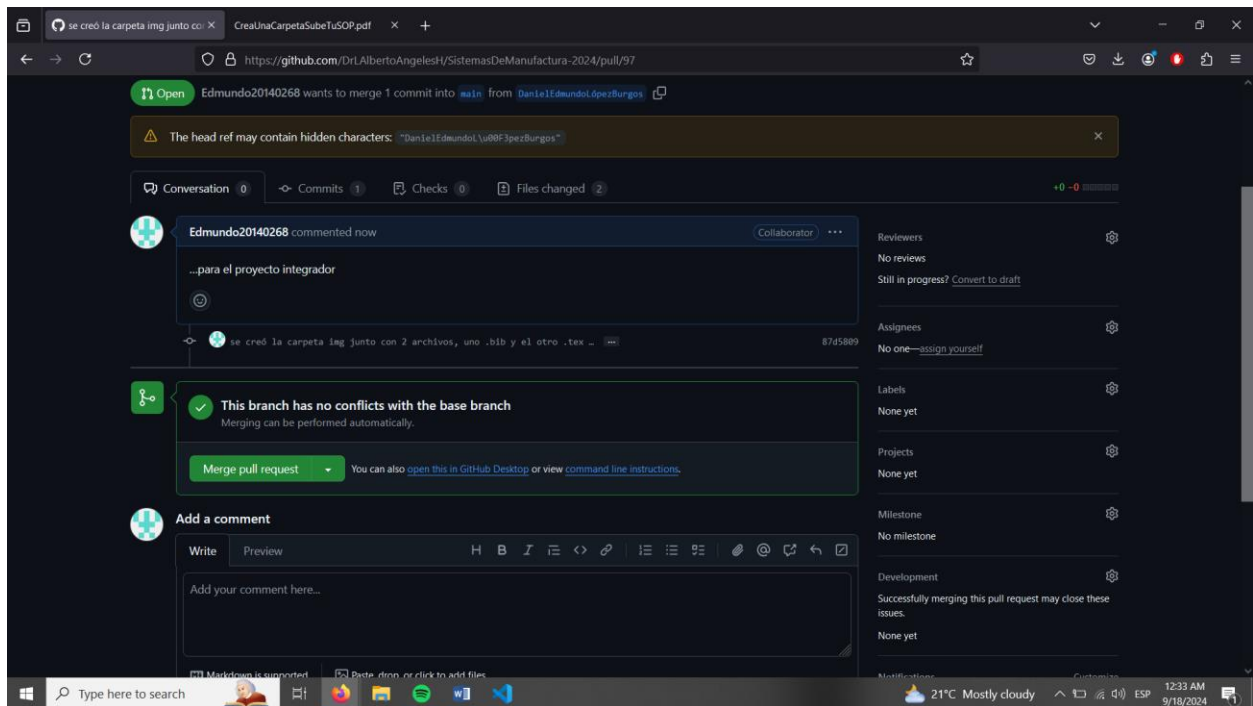 se creó la carpeta img junto co
CreaUnaCarpetaSubeTuSOP.pdf
https://github.com/DrLAlbertoAngelesH/SistemasDeManufactura-2024/pull/97
Open Edmundo20140268 wants to merge 1 commit into main from DanielEdmundoLópezBurgos
The head ref may contain hidden characters: "DanielEdmundoL\u00F3pezBurgos"
Conversation 0 Commits 1 Checks 0 Files changed 2 +0 −0
Edmundo20140268 commented now Collaborator ...
...para el proyecto integrador
se creó la carpeta img junto con 2 archivos, uno .bib y el otro .tex … ... 87d5809
This branch has no conflicts with the base branch
Merging can be performed automatically.
Merge pull request You can also open this in GitHub Desktop or view command line instructions.
Add a comment
Write Preview H B I
Add your comment here...
Markdown is supported Paste, drop, or click to add files
Reviewers
No reviews
Still in progress? Convert to draft
Assignees
No one—assign yourself
Labels
None yet
Projects
None yet
Milestone
No milestone
Development
Successfully merging this pull request may close these
issues.
None yet
Notifications Customize
Type here to search
21°C Mostly cloudy ESP 12:33 AM
9/18/2024